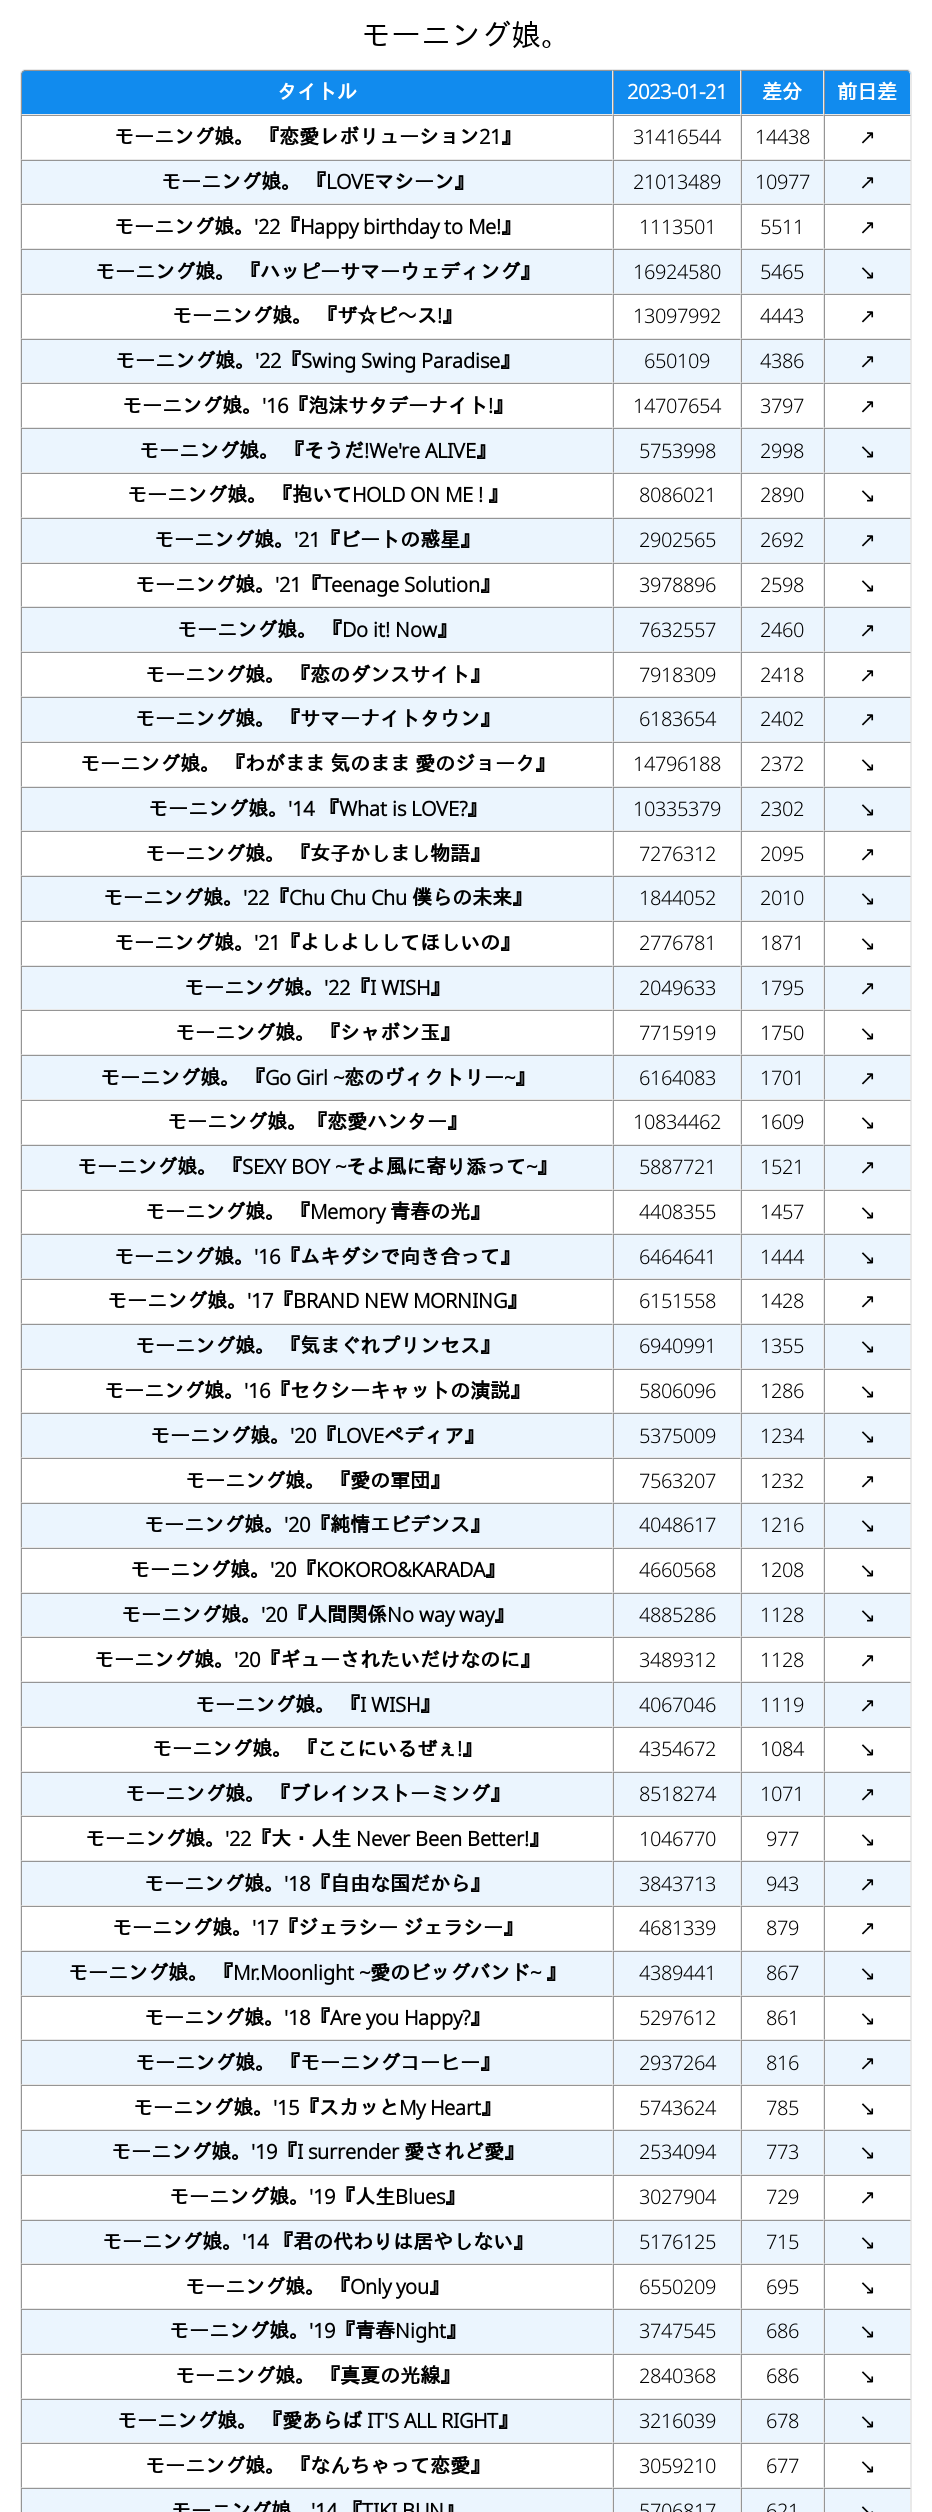 モーニング娘。
タイトル 2023-01-21 差分 前日差
モーニング娘。 『恋愛レボリューション21』 31416544 14438 ↗
モーニング娘。 『LOVEマシーン』 21013489 10977 ↗
モーニング娘。'22『Happy birthday to Me!』 1113501 5511 ↗
モーニング娘。 『ハッピーサマーウェディング』 16924580 5465 ↘
モーニング娘。 『ザ☆ピ～ス!』 13097992 4443 ↗
モーニング娘。'22『Swing Swing Paradise』 650109 4386 ↗
モーニング娘。'16『泡沫サタデーナイト!』 14707654 3797 ↗
モーニング娘。 『そうだ!We're ALIVE』 5753998 2998 ↘
モーニング娘。 『抱いてHOLD ON ME ! 』 8086021 2890 ↘
モーニング娘。'21『ビートの惑星』 2902565 2692 ↗
モーニング娘。'21『Teenage Solution』 3978896 2598 ↘
モーニング娘。 『Do it! Now』 7632557 2460 ↗
モーニング娘。 『恋のダンスサイト』 7918309 2418 ↗
モーニング娘。 『サマーナイトタウン』 6183654 2402 ↗
モーニング娘。 『わがまま 気のまま 愛のジョーク』 14796188 2372 ↘
モーニング娘。'14 『What is LOVE?』 10335379 2302 ↘
モーニング娘。 『女子かしまし物語』 7276312 2095 ↗
モーニング娘。'22『Chu Chu Chu 僕らの未来』 1844052 2010 ↘
モーニング娘。'21『よしよししてほしいの』 2776781 1871 ↘
モーニング娘。'22『I WISH』 2049633 1795 ↗
モーニング娘。 『シャボン玉』 7715919 1750 ↘
モーニング娘。 『Go Girl ~恋のヴィクトリー~』 6164083 1701 ↗
モーニング娘。『恋愛ハンター』 10834462 1609 ↘
モーニング娘。 『SEXY BOY ~そよ風に寄り添って~』 5887721 1521 ↗
モーニング娘。 『Memory 青春の光』 4408355 1457 ↘
モーニング娘。'16『ムキダシで向き合って』 6464641 1444 ↘
モーニング娘。'17『BRAND NEW MORNING』 6151558 1428 ↗
モーニング娘。 『気まぐれプリンセス』 6940991 1355 ↘
モーニング娘。'16『セクシーキャットの演説』 5806096 1286 ↘
モーニング娘。'20『LOVEペディア』 5375009 1234 ↘
モーニング娘。 『愛の軍団』 7563207 1232 ↗
モーニング娘。'20『純情エビデンス』 4048617 1216 ↘
モーニング娘。'20『KOKORO&KARADA』 4660568 1208 ↘
モーニング娘。'20『人間関係No way way』 4885286 1128 ↘
モーニング娘。'20『ギューされたいだけなのに』 3489312 1128 ↗
モーニング娘。 『I WISH』 4067046 1119 ↗
モーニング娘。 『ここにいるぜぇ!』 4354672 1084 ↘
モーニング娘。 『ブレインストーミング』 8518274 1071 ↗
モーニング娘。'22『大・人生 Never Been Better!』 1046770 977 ↘
モーニング娘。'18『自由な国だから』 3843713 943 ↗
モーニング娘。'17『ジェラシー ジェラシー』 4681339 879 ↗
モーニング娘。 『Mr.Moonlight ~愛のビッグバンド~ 』 4389441 867 ↘
モーニング娘。'18『Are you Happy?』 5297612 861 ↘
モーニング娘。 『モーニングコーヒー』 2937264 816 ↗
モーニング娘。'15『スカッとMy Heart』 5743624 785 ↘
モーニング娘。'19『I surrender 愛されど愛』 2534094 773 ↘
モーニング娘。'19『人生Blues』 3027904 729 ↗
モーニング娘。'14 『君の代わりは居やしない』 5176125 715 ↘
モーニング娘。 『Only you』 6550209 695 ↘
モーニング娘。'19『青春Night』 3747545 686 ↘
モーニング娘。 『真夏の光線』 2840368 686 ↘
モーニング娘。 『愛あらば IT'S ALL RIGHT』 3216039 678 ↘
モーニング娘。 『なんちゃって恋愛』 3059210 677 ↘
モーニング娘。'14 『TIKI BUN』 5706817 621 ↘